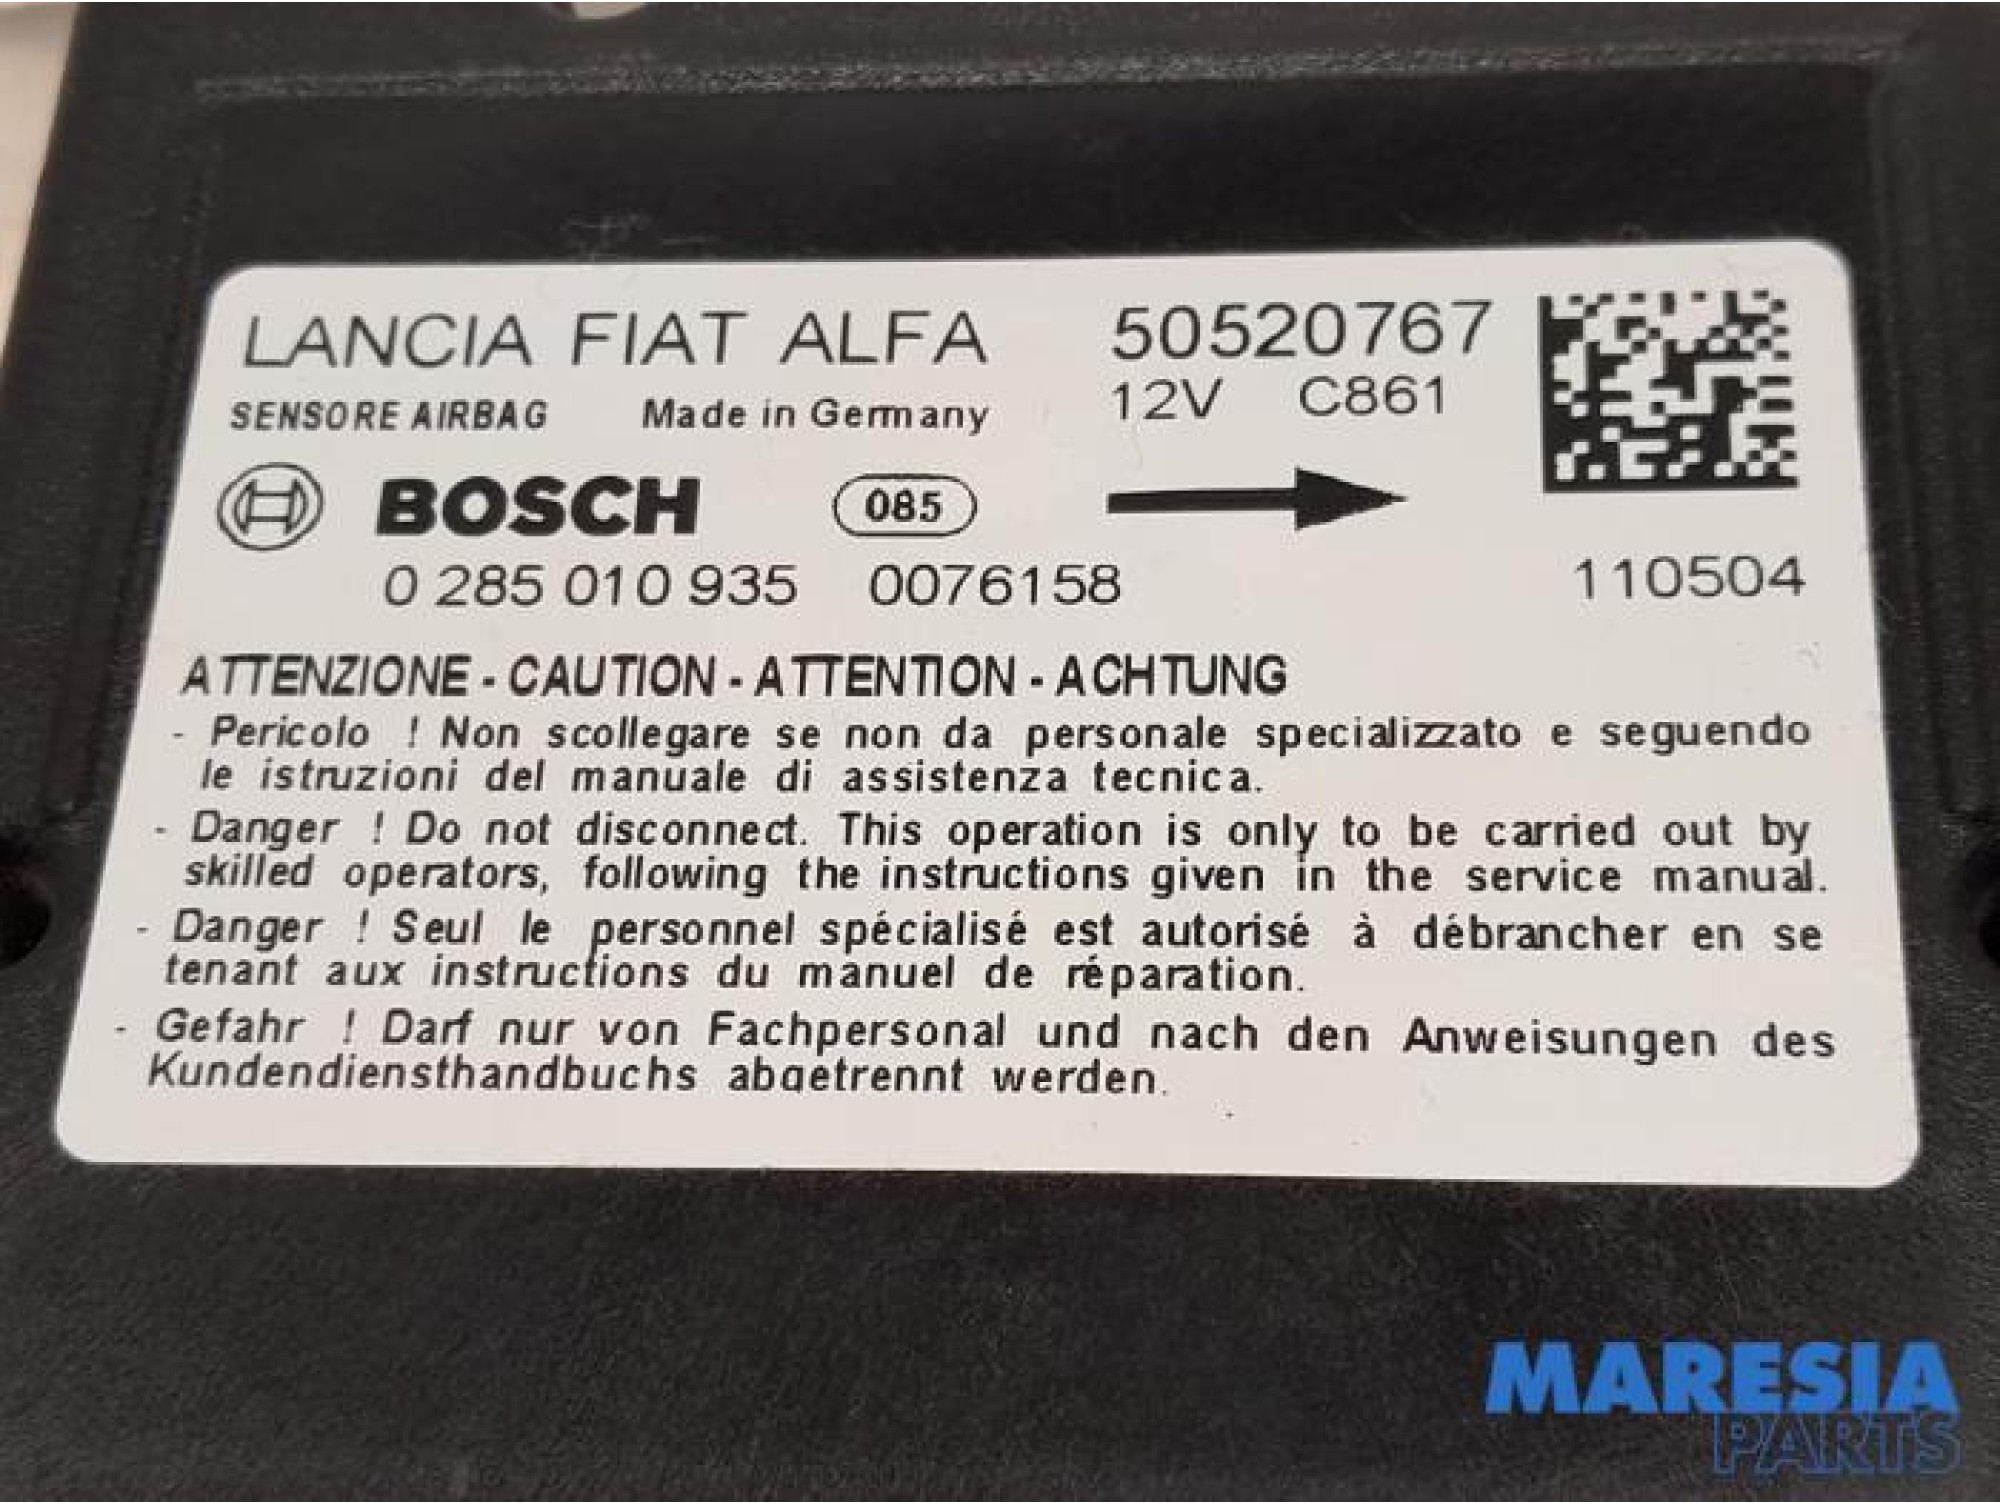 LANCIA FIAT ALFA 50520767
SENSORE AIRBAG Made in Germany 12V C861
BOSCH 085
0 285 010 935 0076158 110504
ATTENZIONE - CAUTION - ATTENTION - ACHTUNG
- Pericolo ! Non scollegare se non da personale specializzato e seguendo
le istruzioni del manuale di assistenza tecnica.
- Danger ! Do not disconnect. This operation is only to be carried out by
skilled operators, following the instructions given in the service manual.
- Danger ! Seul le personnel spécialisé est autorisé à débrancher en se
tenant aux instructions du manuel de réparation.
- Gefahr ! Darf nur von Fachpersonal und nach den Anweisungen des
Kundendiensthandbuchs abgetrennt werden.
MARESIA
PARTS